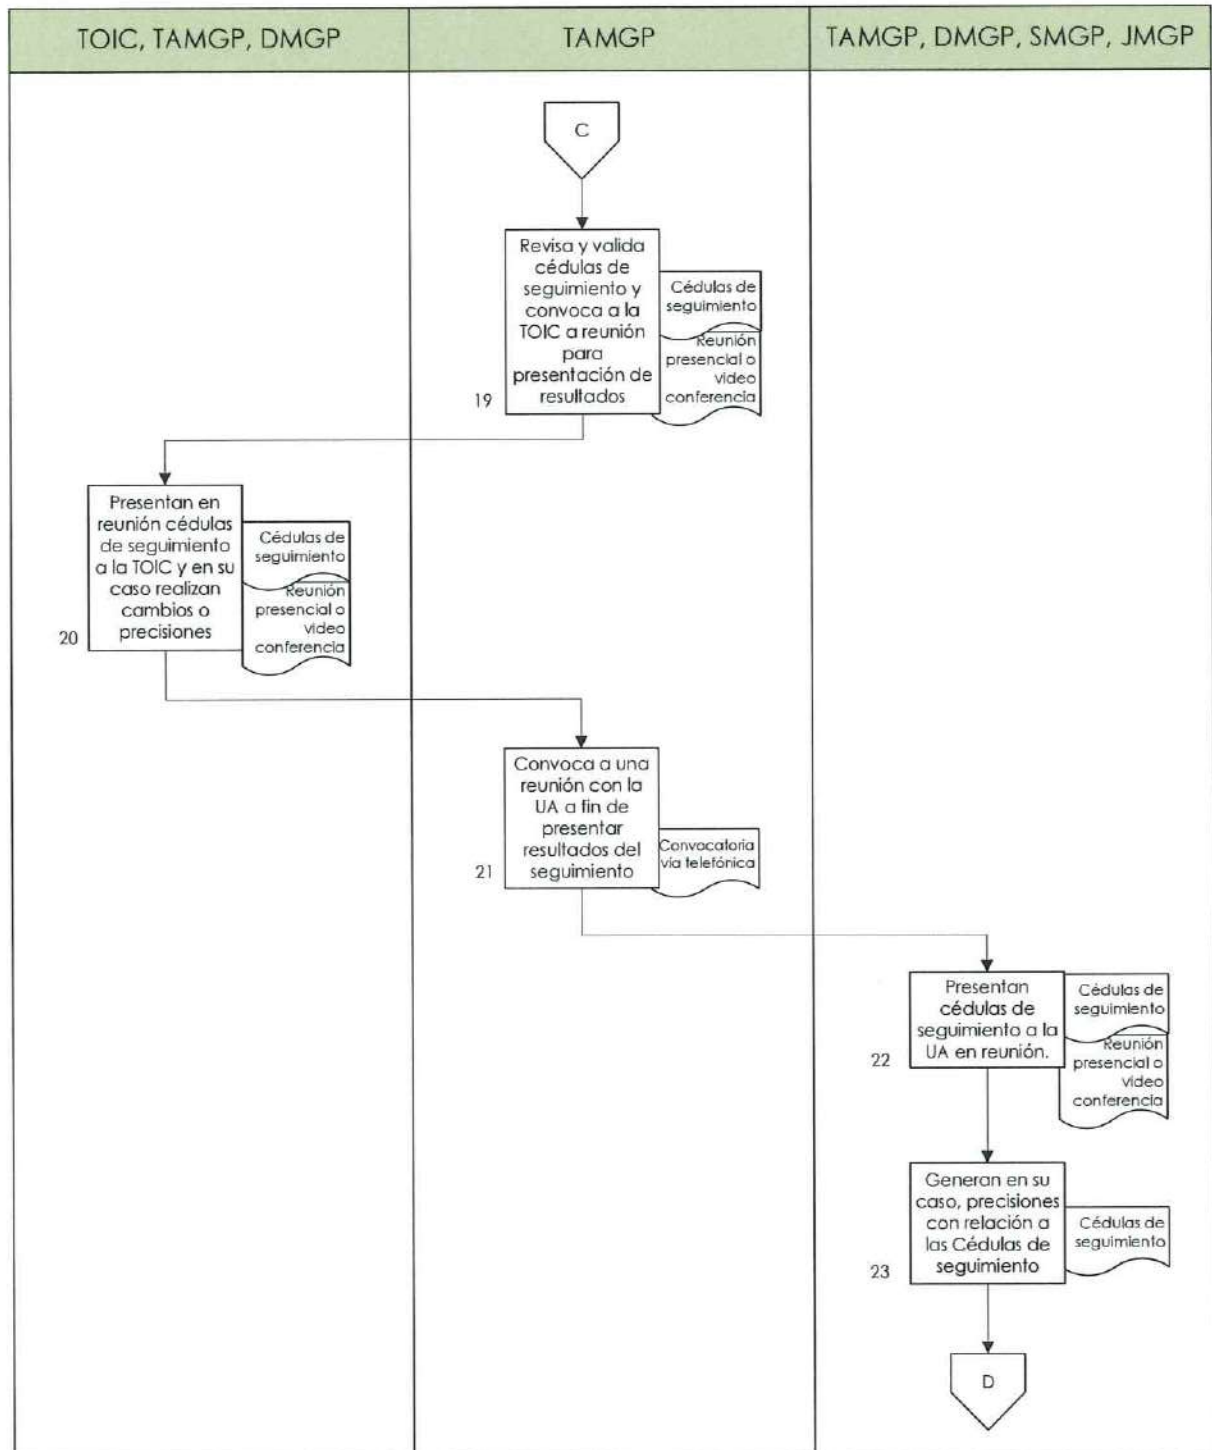 TOIC, TAMGP, DMGP
TAMGP
TAMGP, DMGP, SMGP, JMGP
C
Revisa y valida
cédulas de
seguimiento y
convoca a la
TOIC a reunión
para
presentación de
resultados
19
Cédulas de
seguimiento
Reunión
presencial o
video
conferencia
Presentan en
reunión cédulas
de seguimiento
a la TOIC y en su
caso realizan
cambios o
precisiones
20
Cédulas de
seguimiento
Reunión
presencial o
video
conferencia
Convoca a una
reunión con la
UA a fin de
presentar
resultados del
seguimiento
21
Convocatoria
vía telefónica
Presentan
cédulas de
seguimiento a la
UA en reunión.
22
Cédulas de
seguimiento
Reunión
presencial o
video
conferencia
Generan en su
caso, precisiones
con relación a
las Cédulas de
seguimiento
23
Cédulas de
seguimiento
D